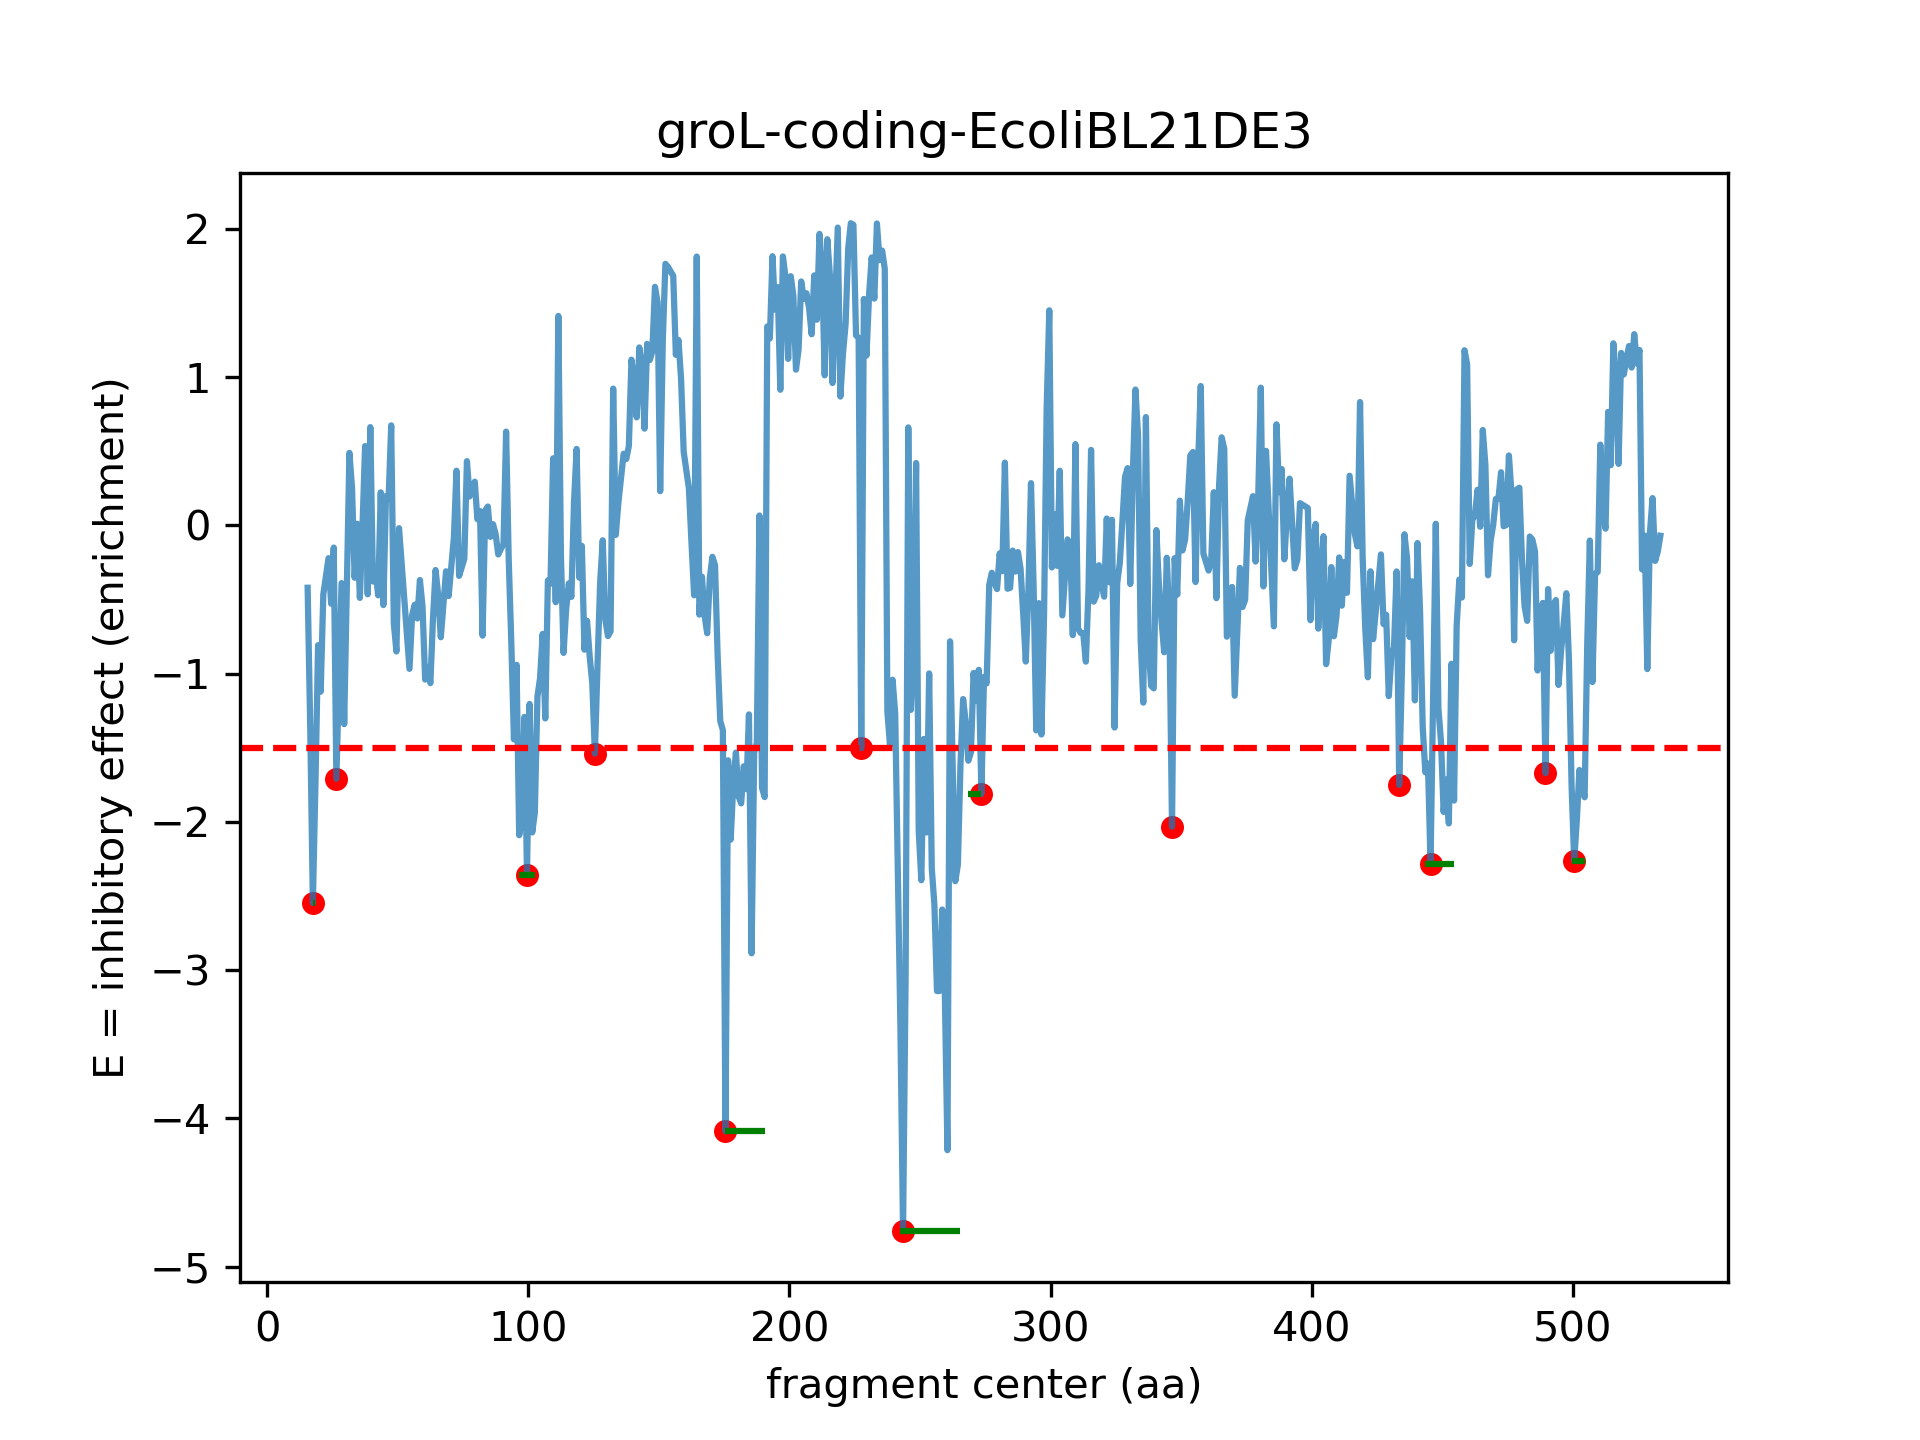 groL-coding-EcoliBL21DE3
E = inhibitory effect (enrichment)
2
1
0
−1
−2
−3
−4
−5
0 100 200 300 400 500
fragment center (aa)